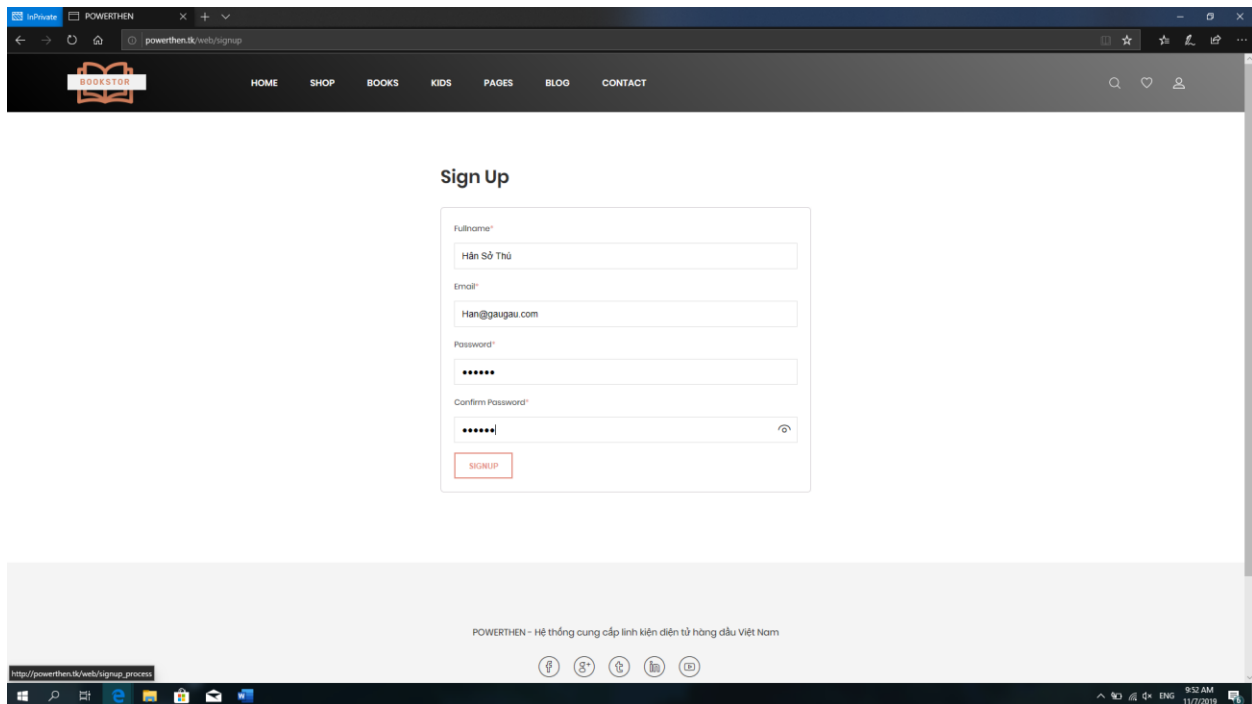 InPrivate POWERTHEN
powerthen.tk/web/signup
BOOKSTOR HOME SHOP BOOKS KIDS PAGES BLOG CONTACT
Sign Up
Fullname*
Hân Sở Thú
Email*
Han@gaugau.com
Password*
••••••
Confirm Password*
••••••
SIGNUP
POWERTHEN - Hệ thống cung cấp linh kiện điện tử hàng đầu Việt Nam
http://powerthen.tk/web/signup_process
ENG 9:52 AM
11/7/2019